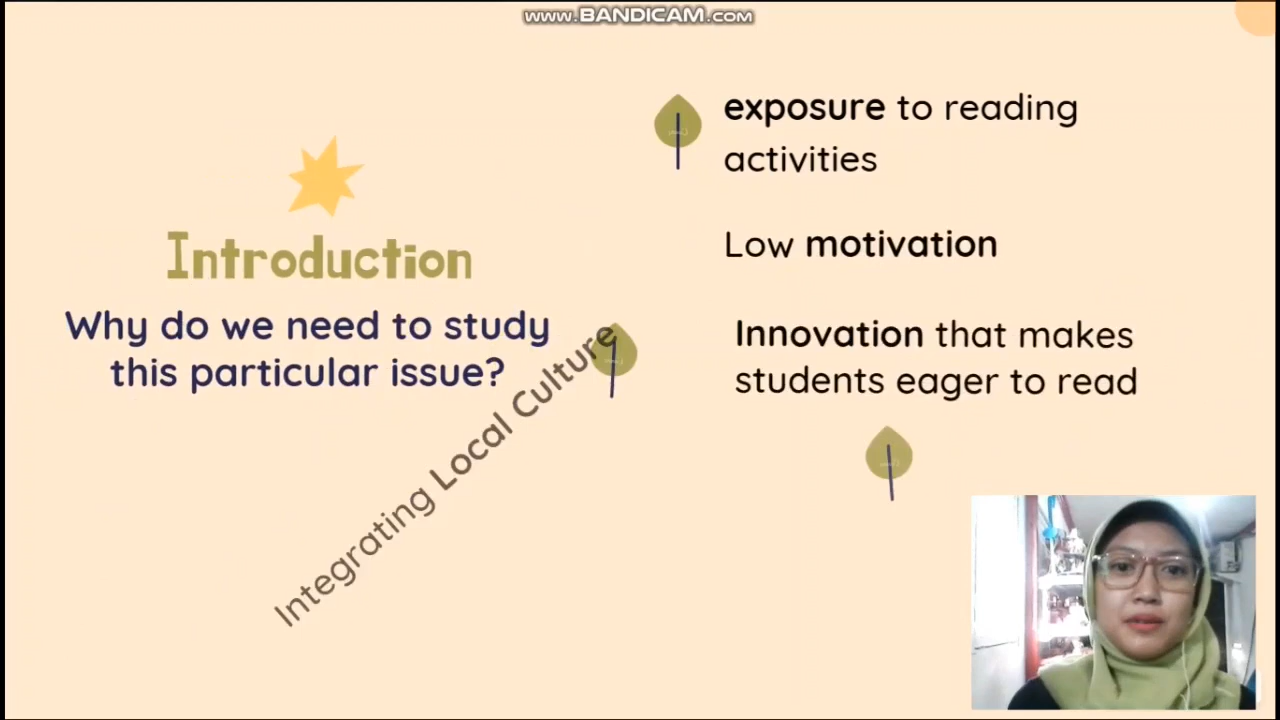 www.BANDICAM.com
Introduction
Why do we need to study
this particular issue?
exposure to reading
activities
Low motivation
Innovation that makes
students eager to read
Integrating Local Culture